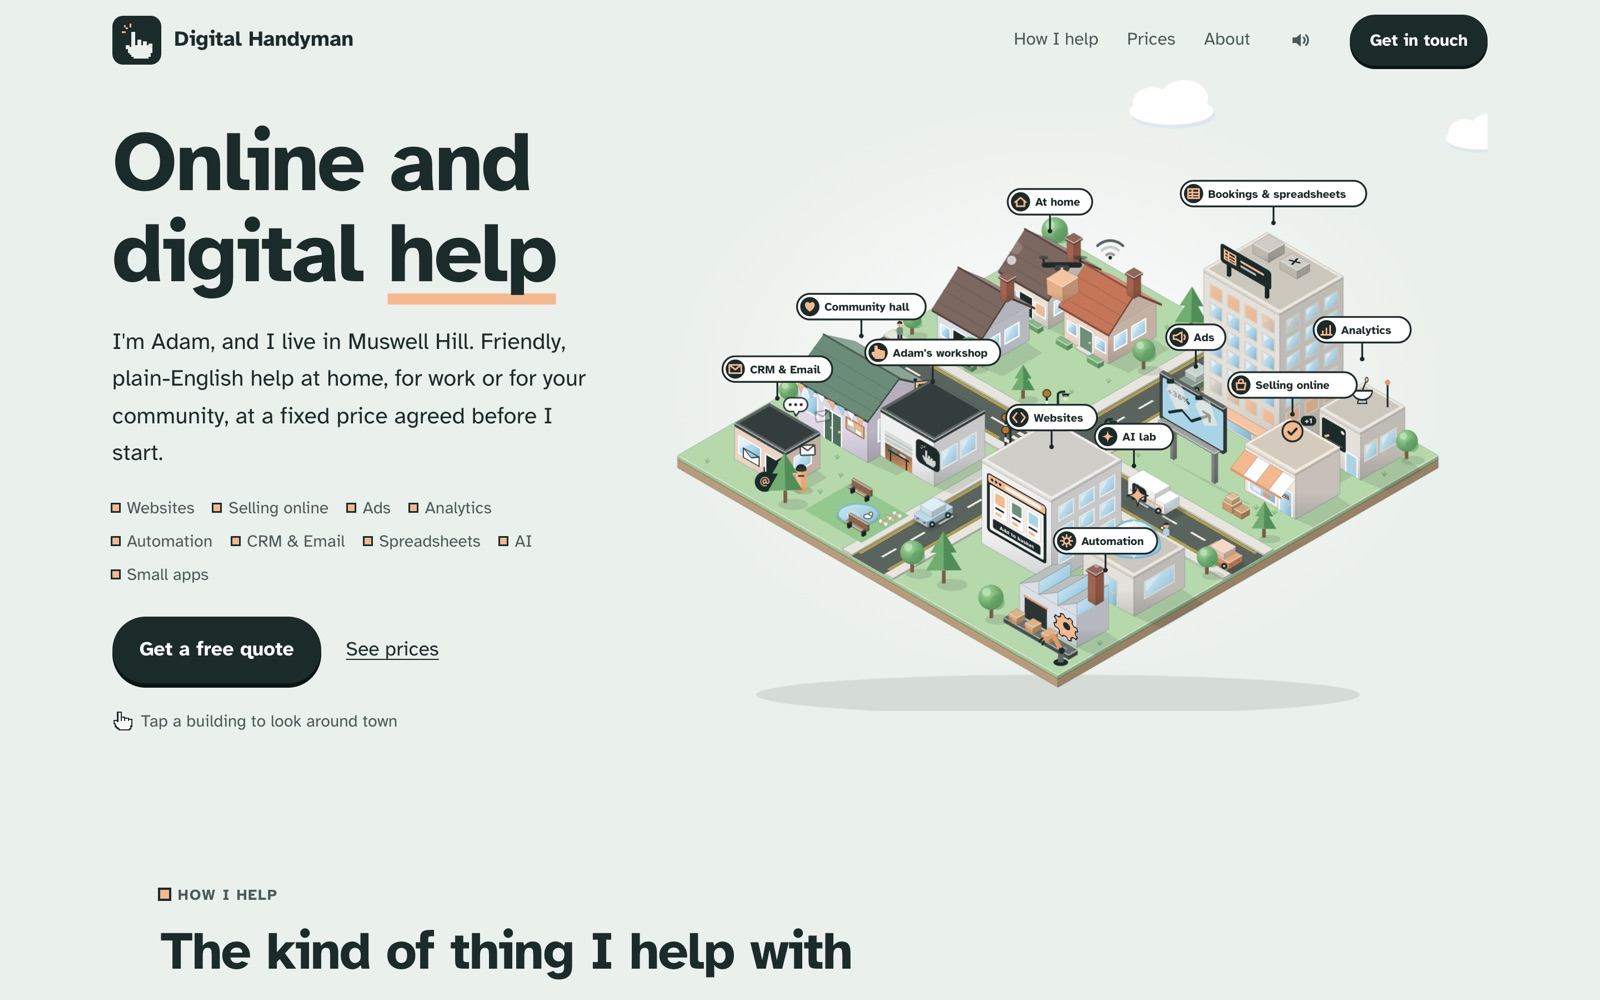 Digital Handyman
How I help
Prices
About
Get in touch
Online and
digital help
I'm Adam, and I live in Muswell Hill. Friendly,
plain-English help at home, for work or for your
community, at a fixed price agreed before I
start.
Websites
Selling online
Ads
Analytics
Automation
CRM & Email
Spreadsheets
AI
Small apps
Get a free quote
See prices
Tap a building to look around town
At home
Bookings & spreadsheets
Community hall
Analytics
Ads
Adam's workshop
CRM & Email
Selling online
Websites
AI lab
+1
@
Automation
HOW I HELP
The kind of thing I help with